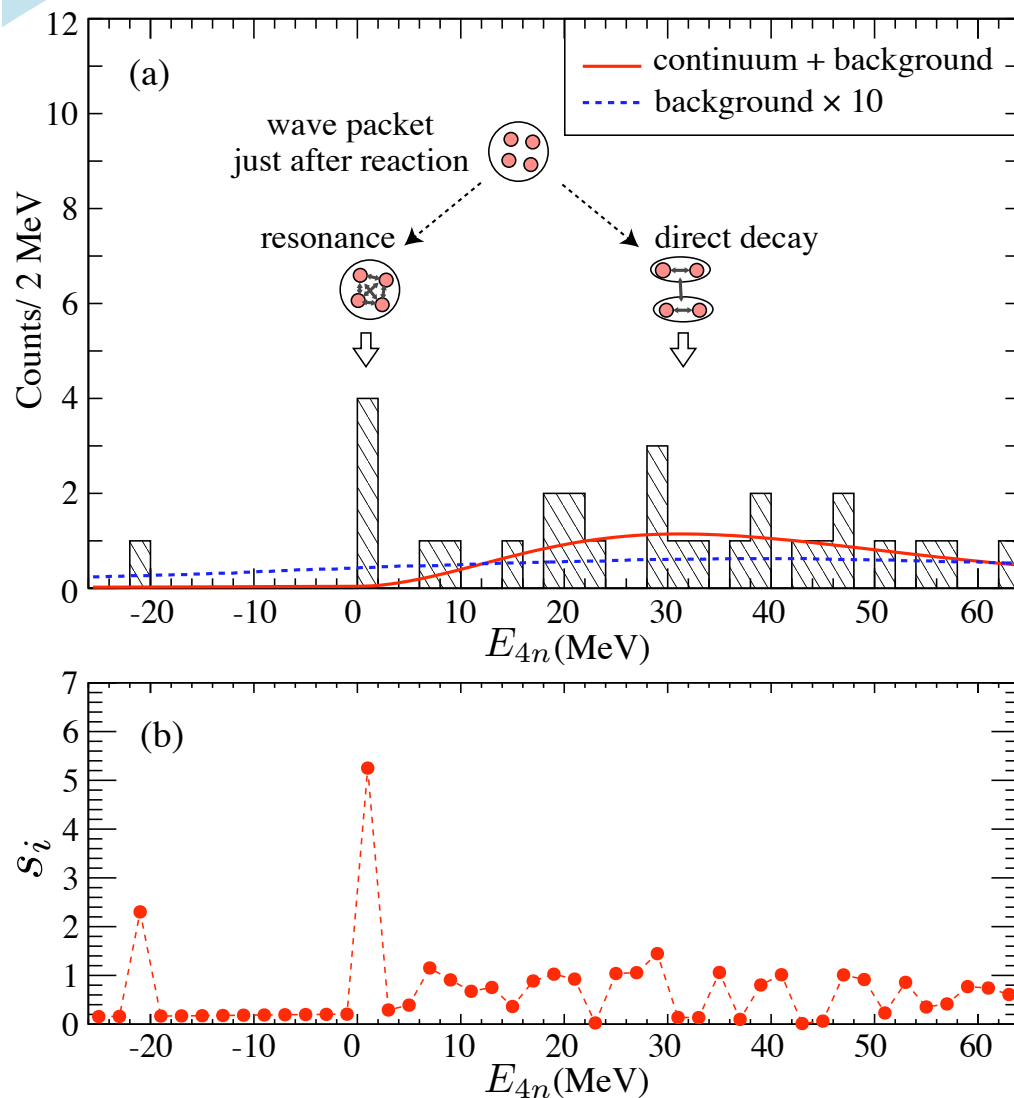 12
10
8
6
4
2
0
Counts/ 2 MeV
(a)
continuum + background
background × 10
wave packet
just after reaction
resonance
direct decay
-20 -10 0 10 20 30 40 50 60
E4n(MeV)
7
6
5
4
3
2
1
0
si
(b)
-20 -10 0 10 20 30 40 50 60
E4n(MeV)